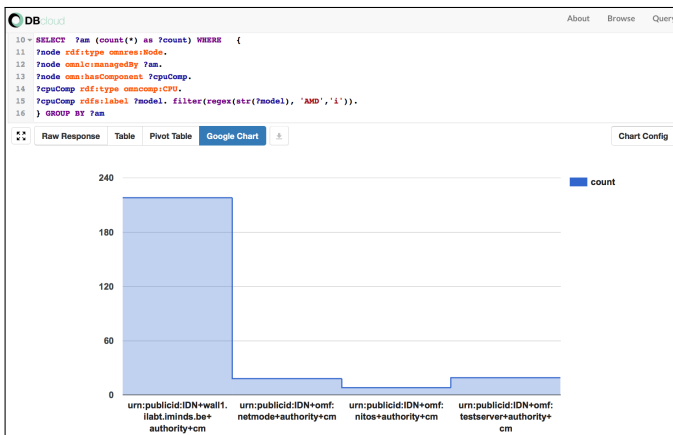 DBcloud
About Browse Query
10 SELECT ?am (count(*) as ?count) WHERE {
11 ?node rdf:type omnres:Node.
12 ?node omnlc:managedBy ?am.
13 ?node omn:hasComponent ?cpuComp.
14 ?cpuComp rdf:type omncomp:CPU.
15 ?cpuComp rdfs:label ?model. filter(regex(str(?model), 'AMD','i')).
16 } GROUP BY ?am
Raw Response Table Pivot Table Google Chart Chart Config
240
180
120
60
0
count
urn:publicid:IDN+wall1.
ilabt.iminds.be+
authority+cm
urn:publicid:IDN+omf:
netmode+authority+cm
urn:publicid:IDN+omf:
nitos+authority+cm
urn:publicid:IDN+omf:
testserver+authority+
cm